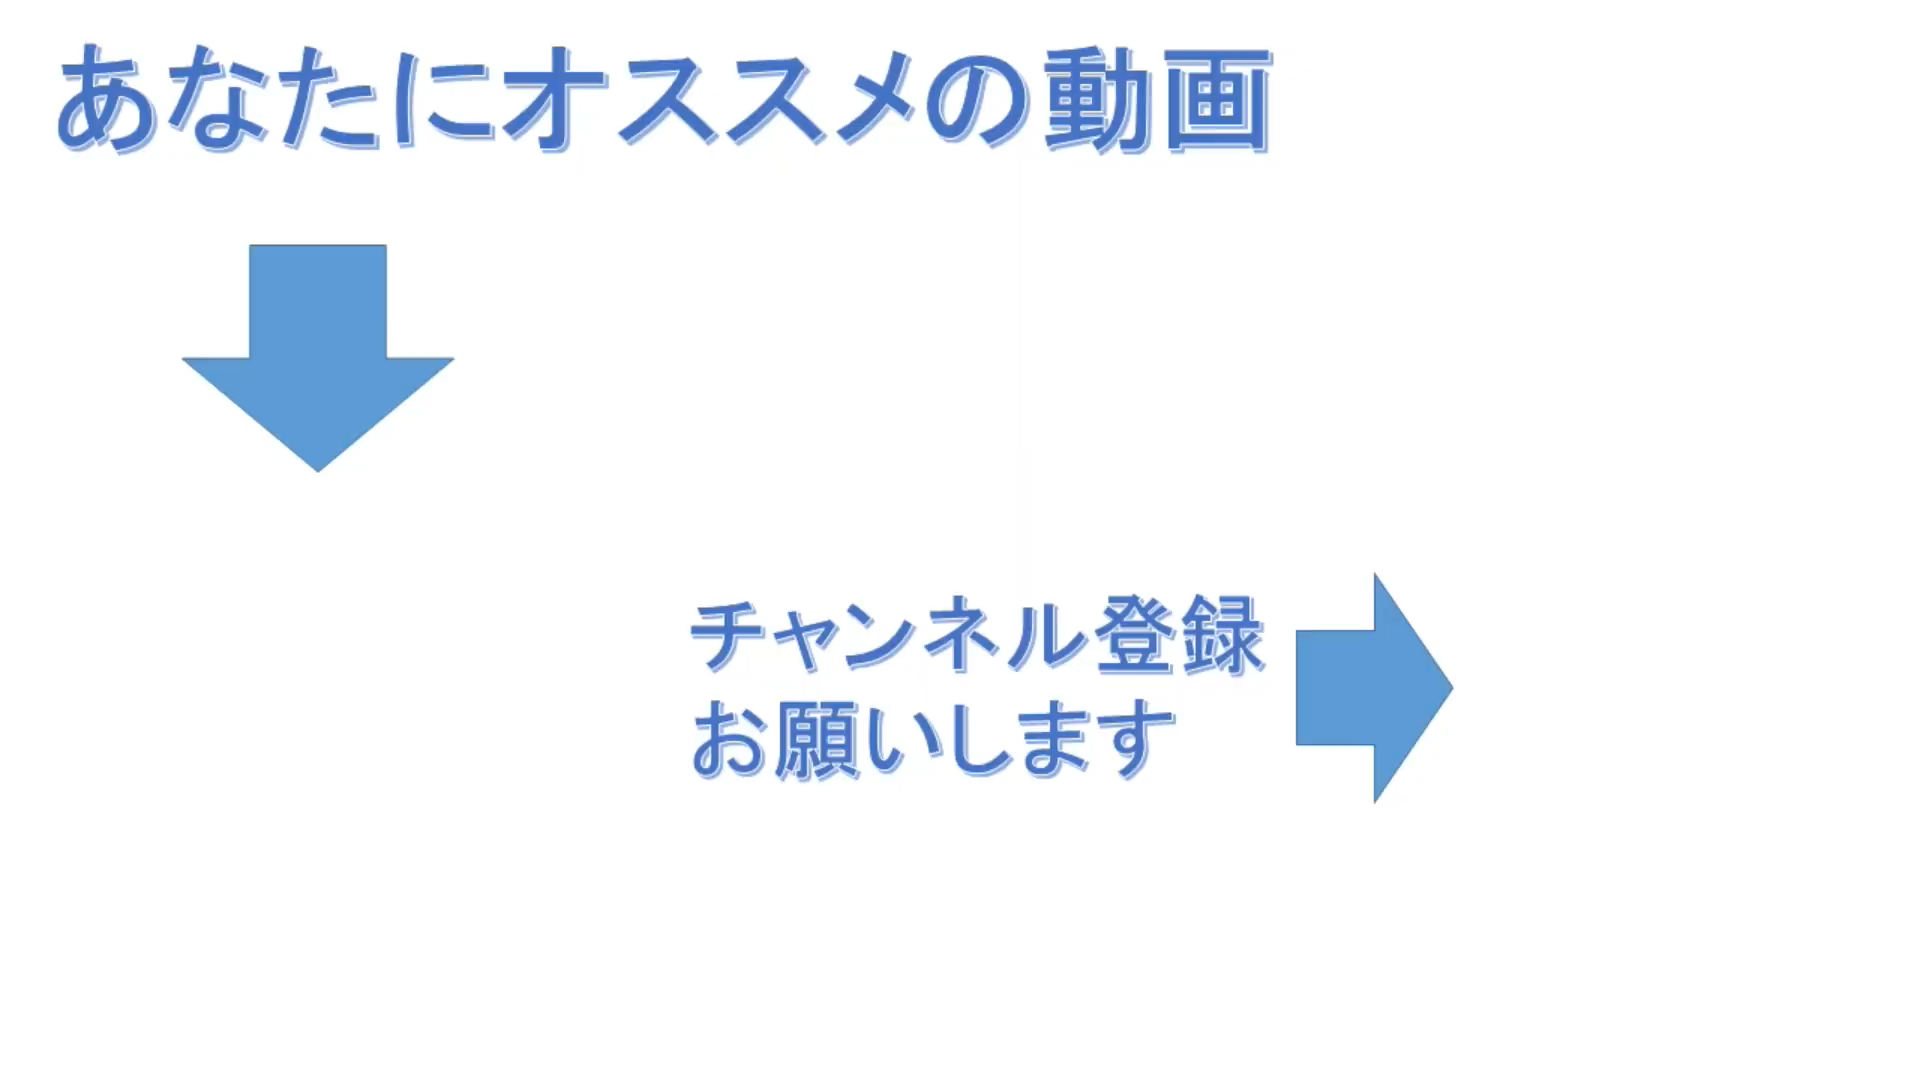 あなたにオススメの動画
チャンネル登録
お願いします